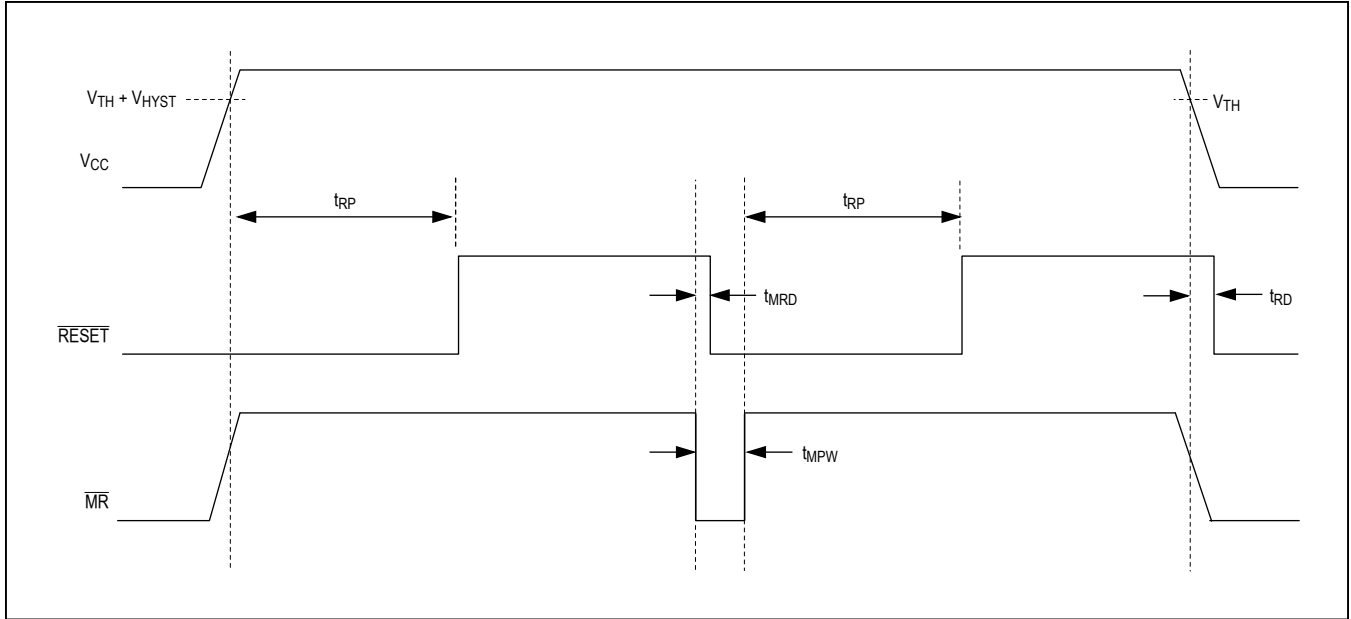 VTH + VHYST
VTH
VCC
tRP
tRP
tMRD
tRD
RESET
tMPW
MR